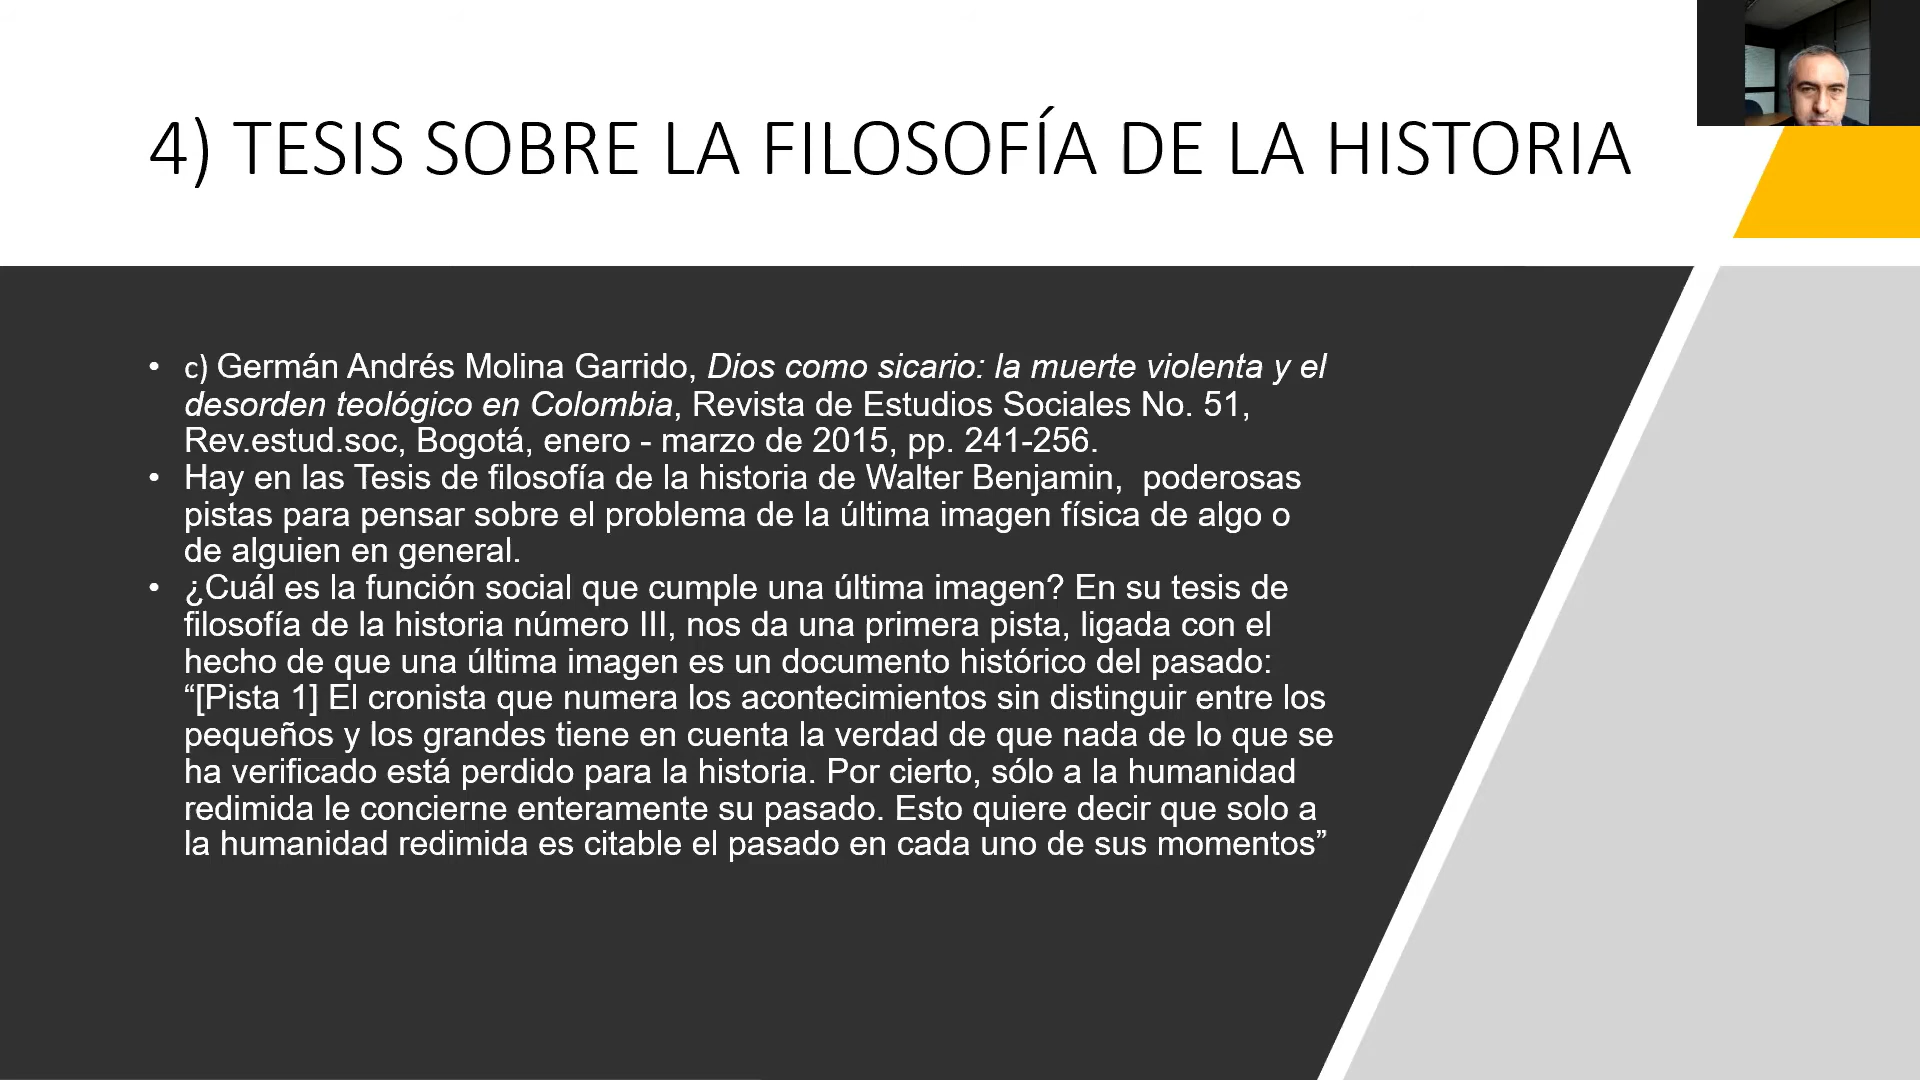 4) TESIS SOBRE LA FILOSOFÍA DE LA HISTORIA
• c) Germán Andrés Molina Garrido, Dios como sicario: la muerte violenta y el
desorden teológico en Colombia, Revista de Estudios Sociales No. 51,
Rev.estud.soc, Bogotá, enero - marzo de 2015, pp. 241-256.
• Hay en las Tesis de filosofía de la historia de Walter Benjamin,  poderosas
pistas para pensar sobre el problema de la última imagen física de algo o
de alguien en general.
• ¿Cuál es la función social que cumple una última imagen? En su tesis de
filosofía de la historia número III, nos da una primera pista, ligada con el
hecho de que una última imagen es un documento histórico del pasado:
“[Pista 1] El cronista que numera los acontecimientos sin distinguir entre los
pequeños y los grandes tiene en cuenta la verdad de que nada de lo que se
ha verificado está perdido para la historia. Por cierto, sólo a la humanidad
redimida le concierne enteramente su pasado. Esto quiere decir que solo a
la humanidad redimida es citable el pasado en cada uno de sus momentos”